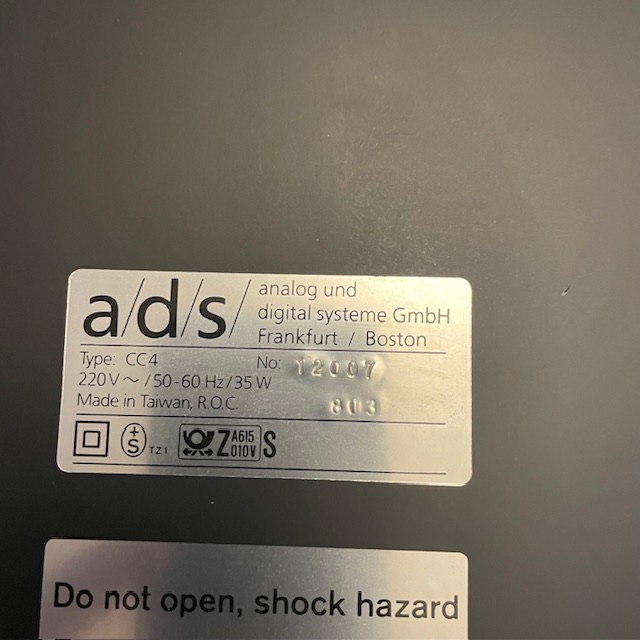 a/d/s/
analog und
digital systeme GmbH
Frankfurt / Boston
Type: CC4 No: 12007
220V ~ / 50-60 Hz/35 W
Made in Taiwan, R.O.C. 803
+
S TZ1 Z A615 010V S
Do not open, shock hazard